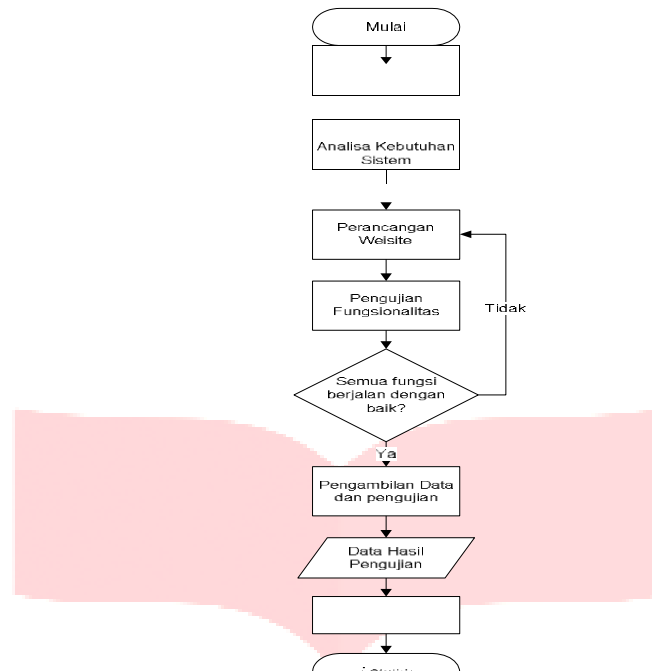 Mulai
Analisa Kebutuhan
Sistem
Perancangan
Welsite
Pengujian
Fungsionalitas
Tidak
Semua fungsi
berjalan dengan
baik?
Ya
Pengambilan Data
dan pengujian
Data Hasil
Pengujian